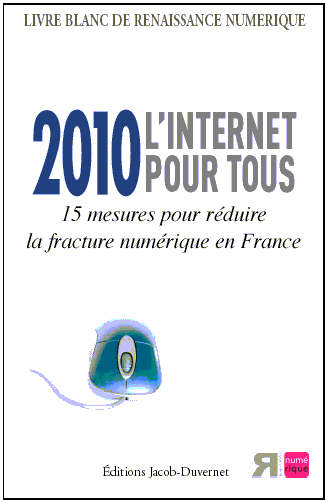 LIVRE BLANC DE RENAISSANCE NUMERIQUE
2010 L'INTERNET
POUR TOUS
15 mesures pour réduire
la fracture numérique en France
Éditions Jacob-Duvernet
R
numé
rique